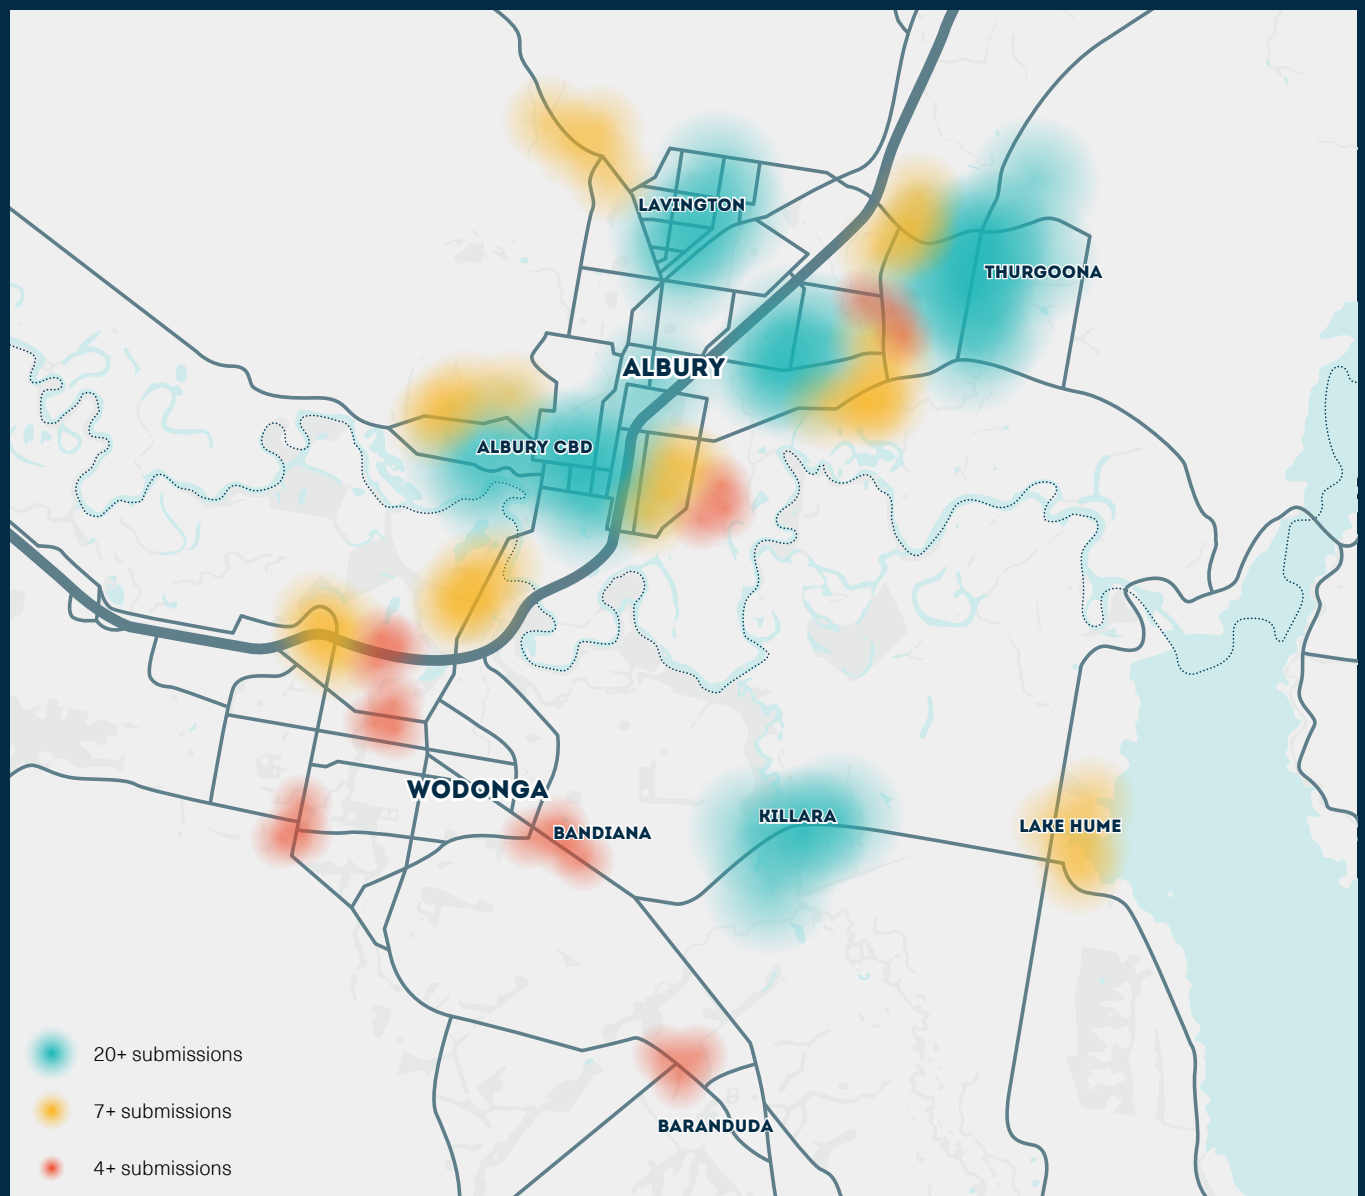 LAVINGTON
THURGOONA
ALBURY
ALBURY CBD
WODONGA
BANDIANA
KILLARA
LAKE HUME
BARANDUDA
20+ submissions
7+ submissions
4+ submissions